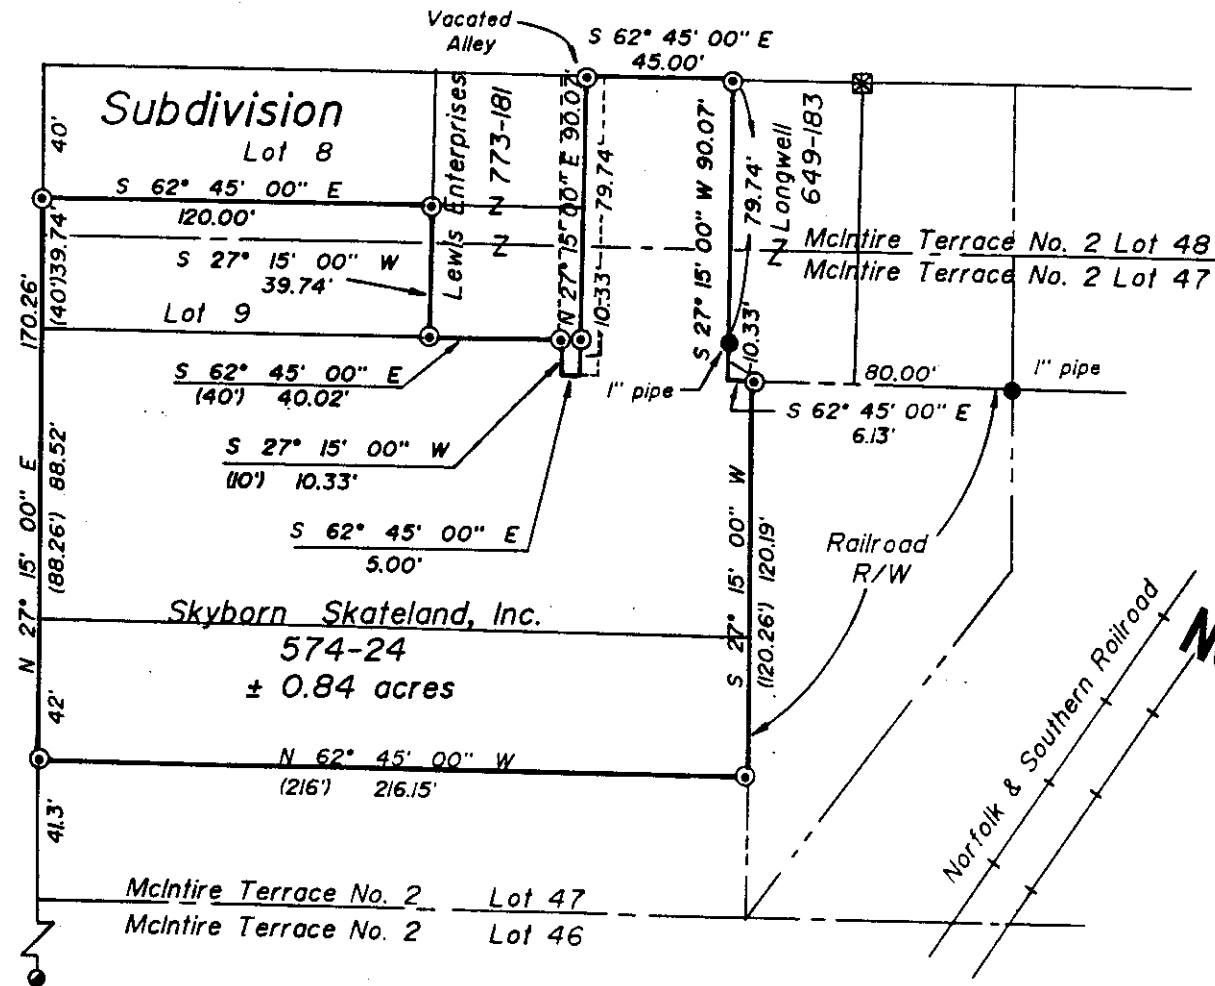 Vacated
Alley
S 62° 45' 00" E
45.00'
Subdivision
Lot 8
40'
S 62° 45' 00" E
120.00'
Lewis Enterprises
773-181
Z
Z
N 27° 15' 00" E 90.07'
10.33'
79.74'
S 27° 15' 00" W 90.07'
79.74'
10.33'
Longwell
649-183
Z
McIntire Terrace No. 2 Lot 48
McIntire Terrace No. 2 Lot 47
S 27° 15' 00" W
39.74'
170.26'
(40')39.74'
Lot 9
S 62° 45' 00" E
(40') 40.02'
1" pipe
80.00'
1" pipe
S 62° 45' 00" E
6.13'
S 27° 15' 00" W
(10') 10.33'
S 62° 45' 00" E
5.00'
N 27° 15' 00" E
(88.26') 88.52'
S 27° 15' 00" W
(120.26') 120.19'
Railroad
R/W
Skyborn Skateland, Inc.
574-24
± 0.84 acres
42'
N 62° 45' 00" W
(216') 216.15'
41.3'
Norfolk & Southern Railroad
McIntire Terrace No. 2 Lot 47
McIntire Terrace No. 2 Lot 46